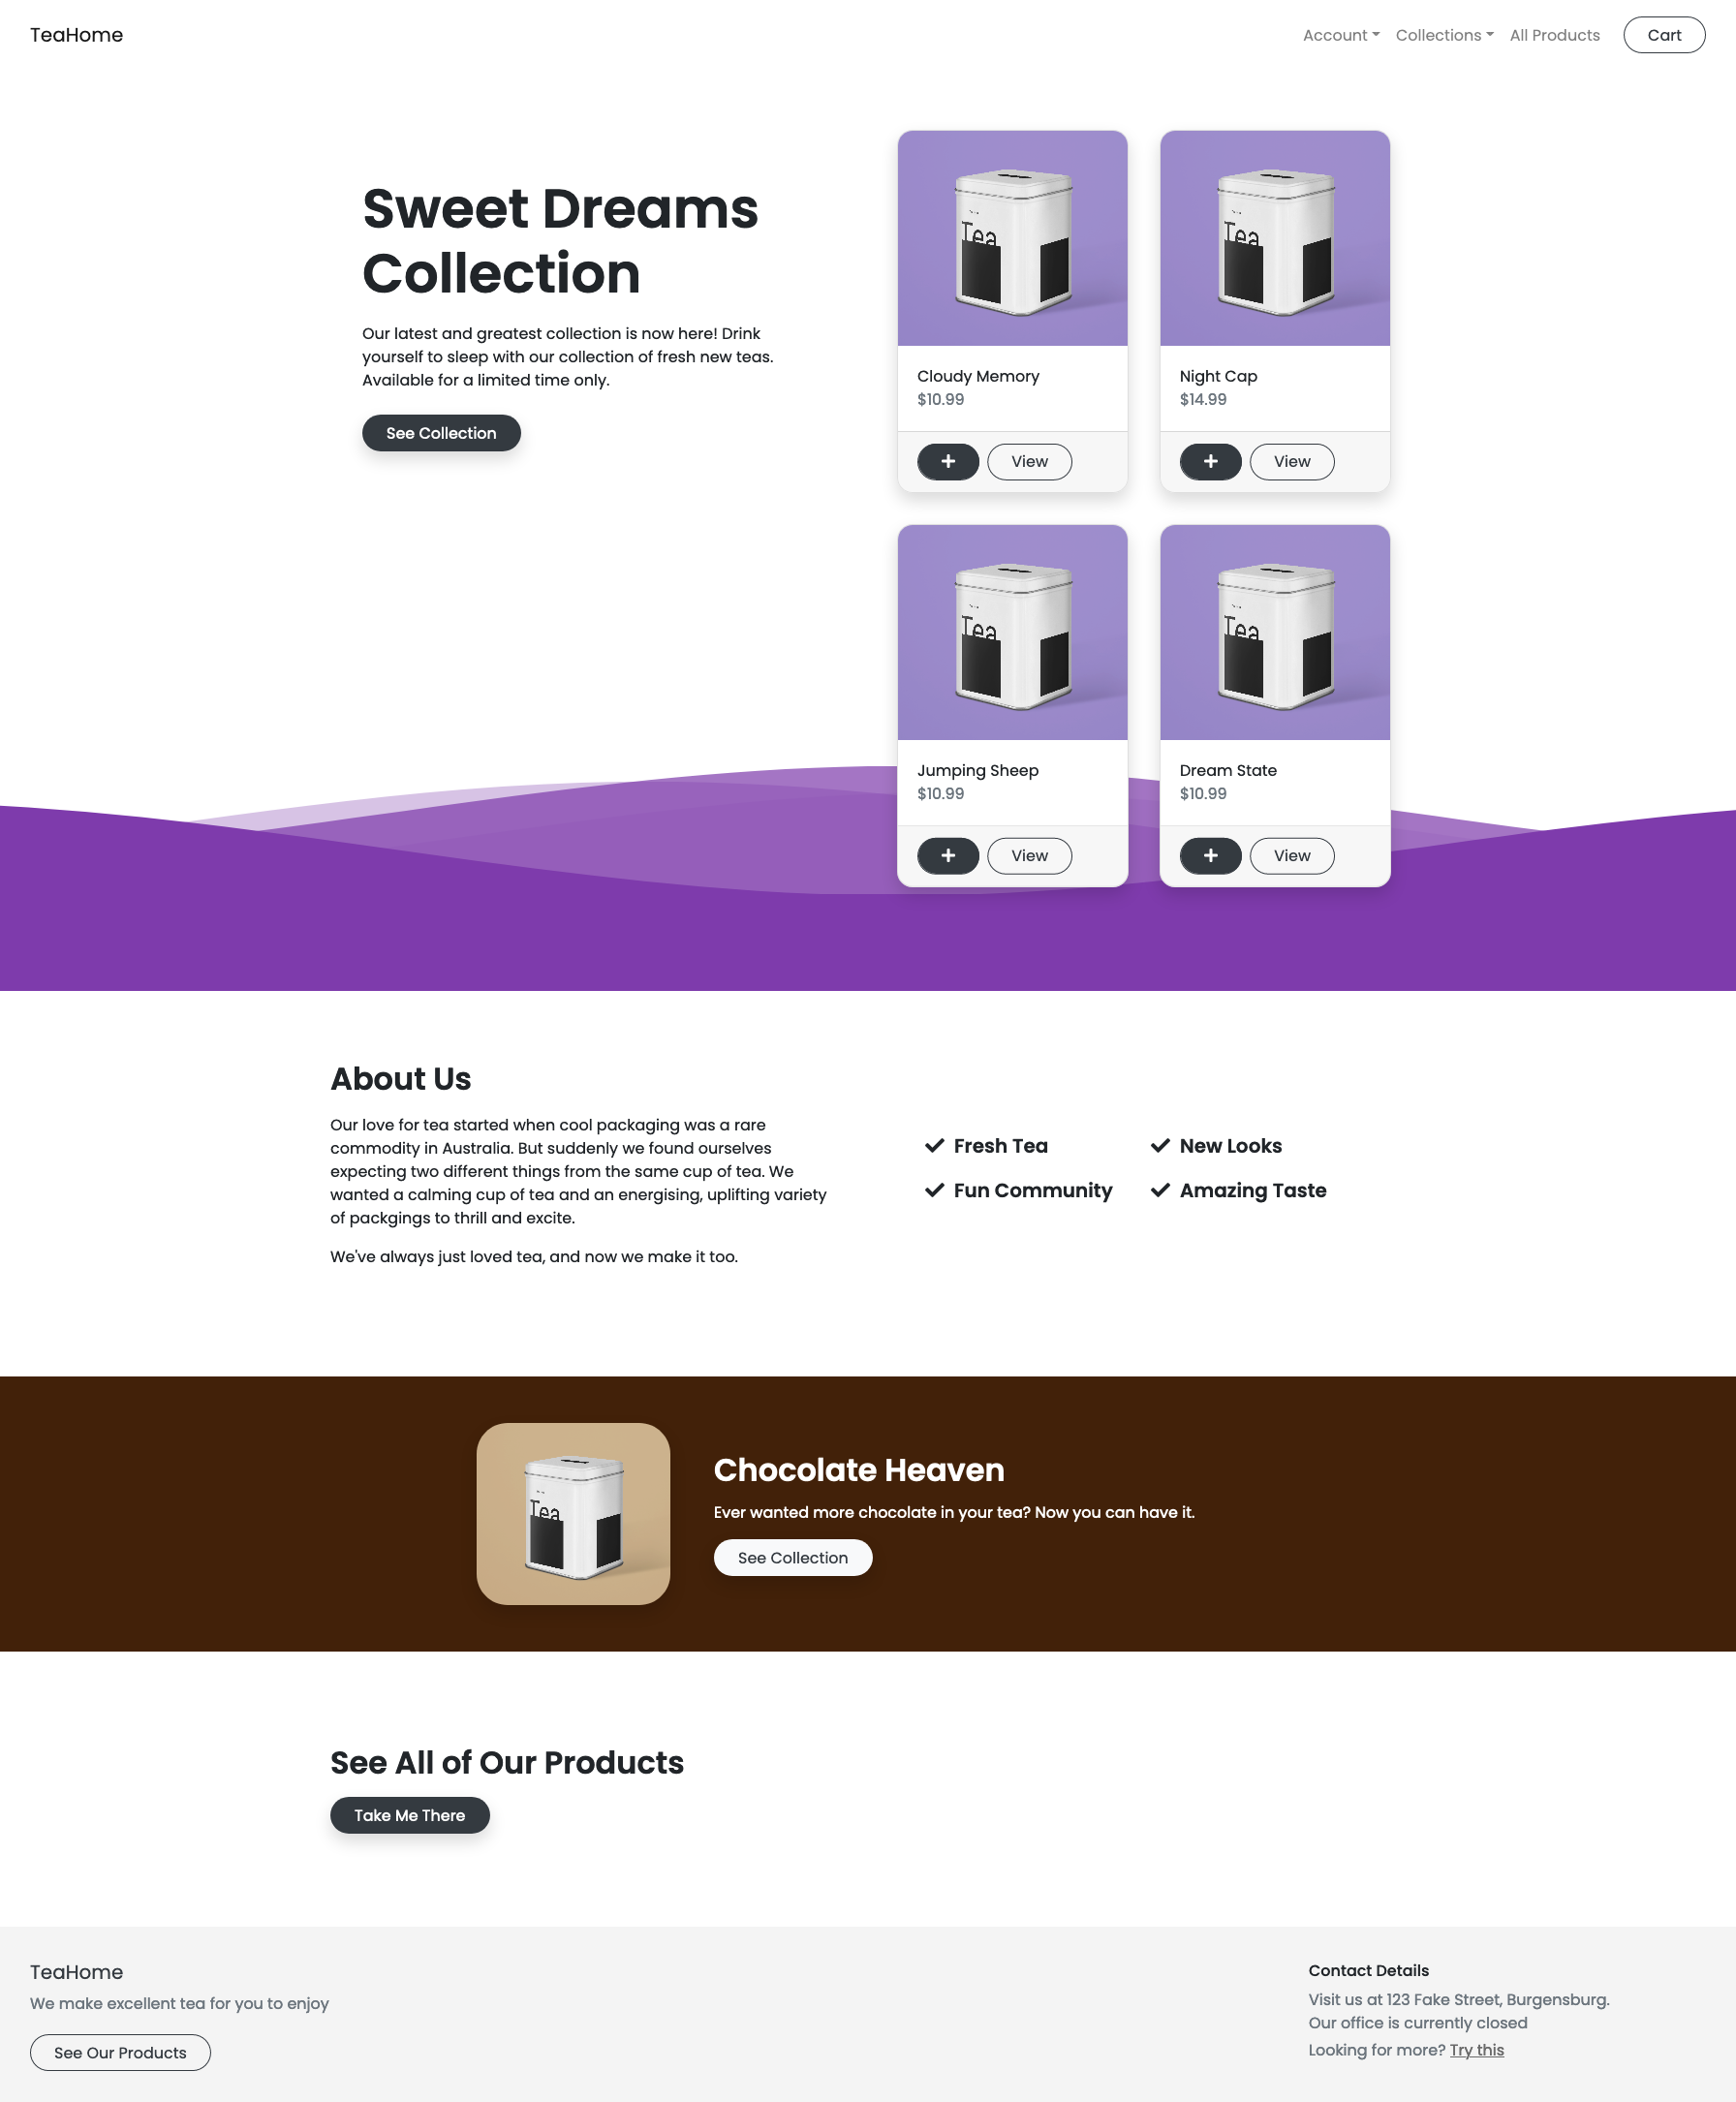 TeaHome
Account
Collections
All Products
Cart
Sweet Dreams
Collection
Our latest and greatest collection is now here! Drink
yourself to sleep with our collection of fresh new teas.
Available for a limited time only.
See Collection
Tea
Cloudy Memory
$10.99
+ View
Tea
Night Cap
$14.99
+ View
Tea
Jumping Sheep
$10.99
+ View
Tea
Dream State
$10.99
+ View
About Us
Our love for tea started when cool packaging was a rare
commodity in Australia. But suddenly we found ourselves
expecting two different things from the same cup of tea. We
wanted a calming cup of tea and an energising, uplifting variety
of packgings to thrill and excite.
We've always just loved tea, and now we make it too.
Fresh Tea
New Looks
Fun Community
Amazing Taste
Tea
Chocolate Heaven
Ever wanted more chocolate in your tea? Now you can have it.
See Collection
See All of Our Products
Take Me There
TeaHome
We make excellent tea for you to enjoy
See Our Products
Contact Details
Visit us at 123 Fake Street, Burgensburg.
Our office is currently closed
Looking for more? Try this